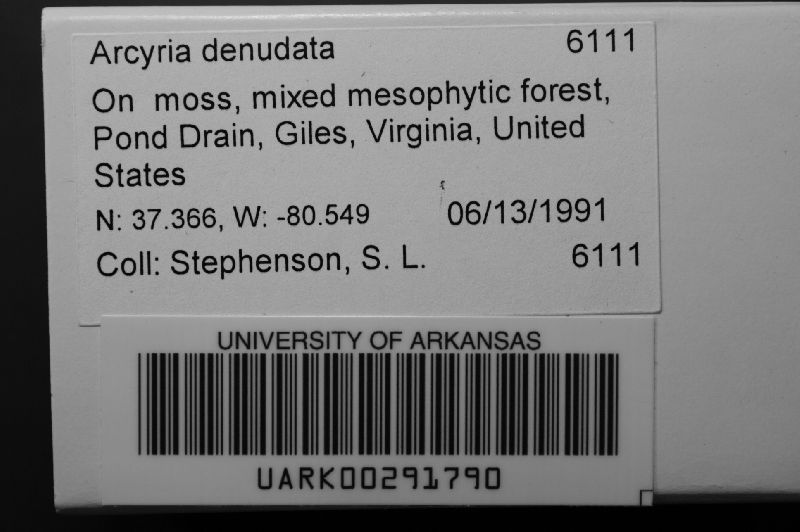 Arcyria denudata 6111
On moss, mixed mesophytic forest,
Pond Drain, Giles, Virginia, United
States
N: 37.366, W: -80.549 06/13/1991
Coll: Stephenson, S. L. 6111
UNIVERSITY OF ARKANSAS
UARK00291790